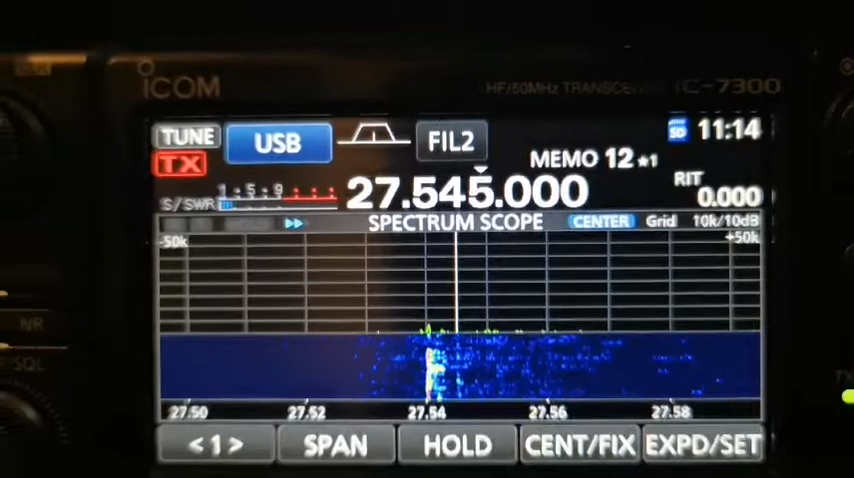 ICOM
HF/50MHz TRANSCEIVER IC-7300
TUNE USB FIL2 SD 11:14
TX MEMO 12 ★1
S/SWR 1 5 9 27.545.000 RIT 0.000
SPECTRUM SCOPE CENTER Grid 10k/10dB
-50k +50k
27.50 27.52 27.54 27.56 27.58
<1> SPAN HOLD CENT/FIX EXPD/SET
NR